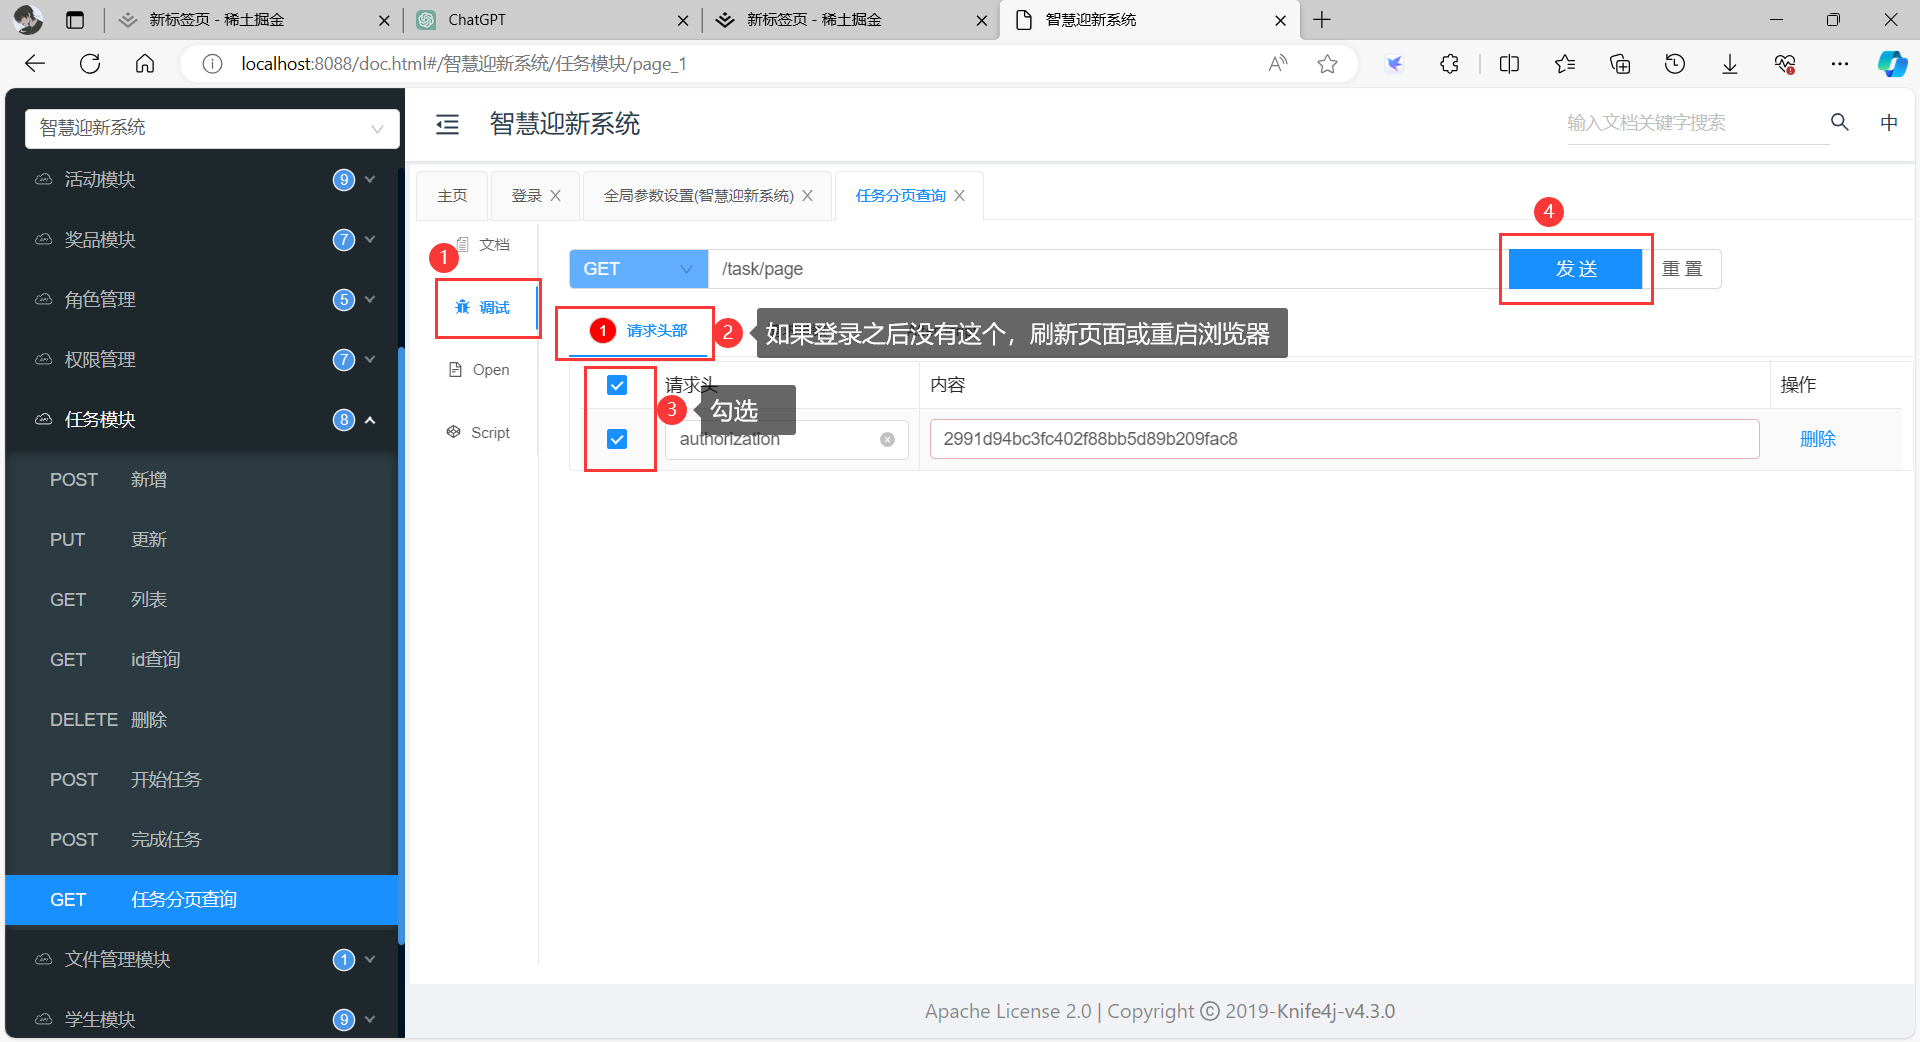 新标签页 - 稀土掘金
ChatGPT
新标签页 - 稀土掘金
智慧迎新系统
localhost:8088/doc.html#/智慧迎新系统/任务模块/page_1
智慧迎新系统
智慧迎新系统
输入文档关键字搜索
中
活动模块 9
奖品模块 7
角色管理 5
权限管理 7
任务模块 8
POST 新增
PUT 更新
GET 列表
GET id查询
DELETE 删除
POST 开始任务
POST 完成任务
GET 任务分页查询
文件管理模块 1
学生模块 9
主页
登录
全局参数设置(智慧迎新系统)
任务分页查询
文档
1
调试
Open
Script
GET
/task/page
4
发 送
重 置
1 请求头部
2 如果登录之后没有这个，刷新页面或重启浏览器
请求头
内容
操作
3 勾选
authorization
2991d94bc3fc402f88bb5d89b209fac8
删除
Apache License 2.0 | Copyright © 2019-Knife4j-v4.3.0